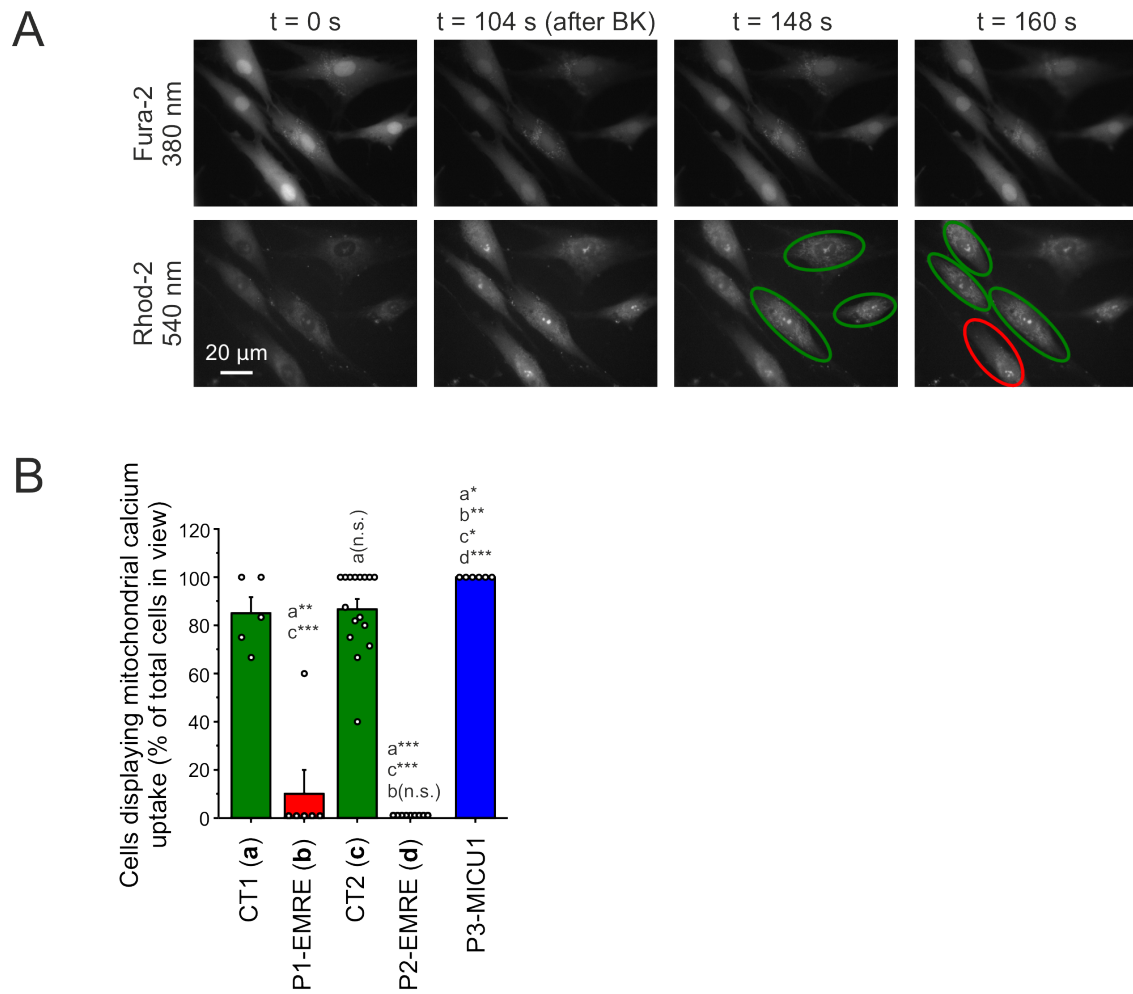 A
t = 0 s
t = 104 s (after BK)
t = 148 s
t = 160 s
Fura-2
380 nm
Rhod-2
540 nm
20 µm
B
Cells displaying mitochondrial calcium
uptake (% of total cells in view)
120
100
80
60
40
20
0
a**
c***
a(n.s.)
a***
c***
b(n.s.)
a*
b**
c*
d***
CT1 (a)
P1-EMRE (b)
CT2 (c)
P2-EMRE (d)
P3-MICU1